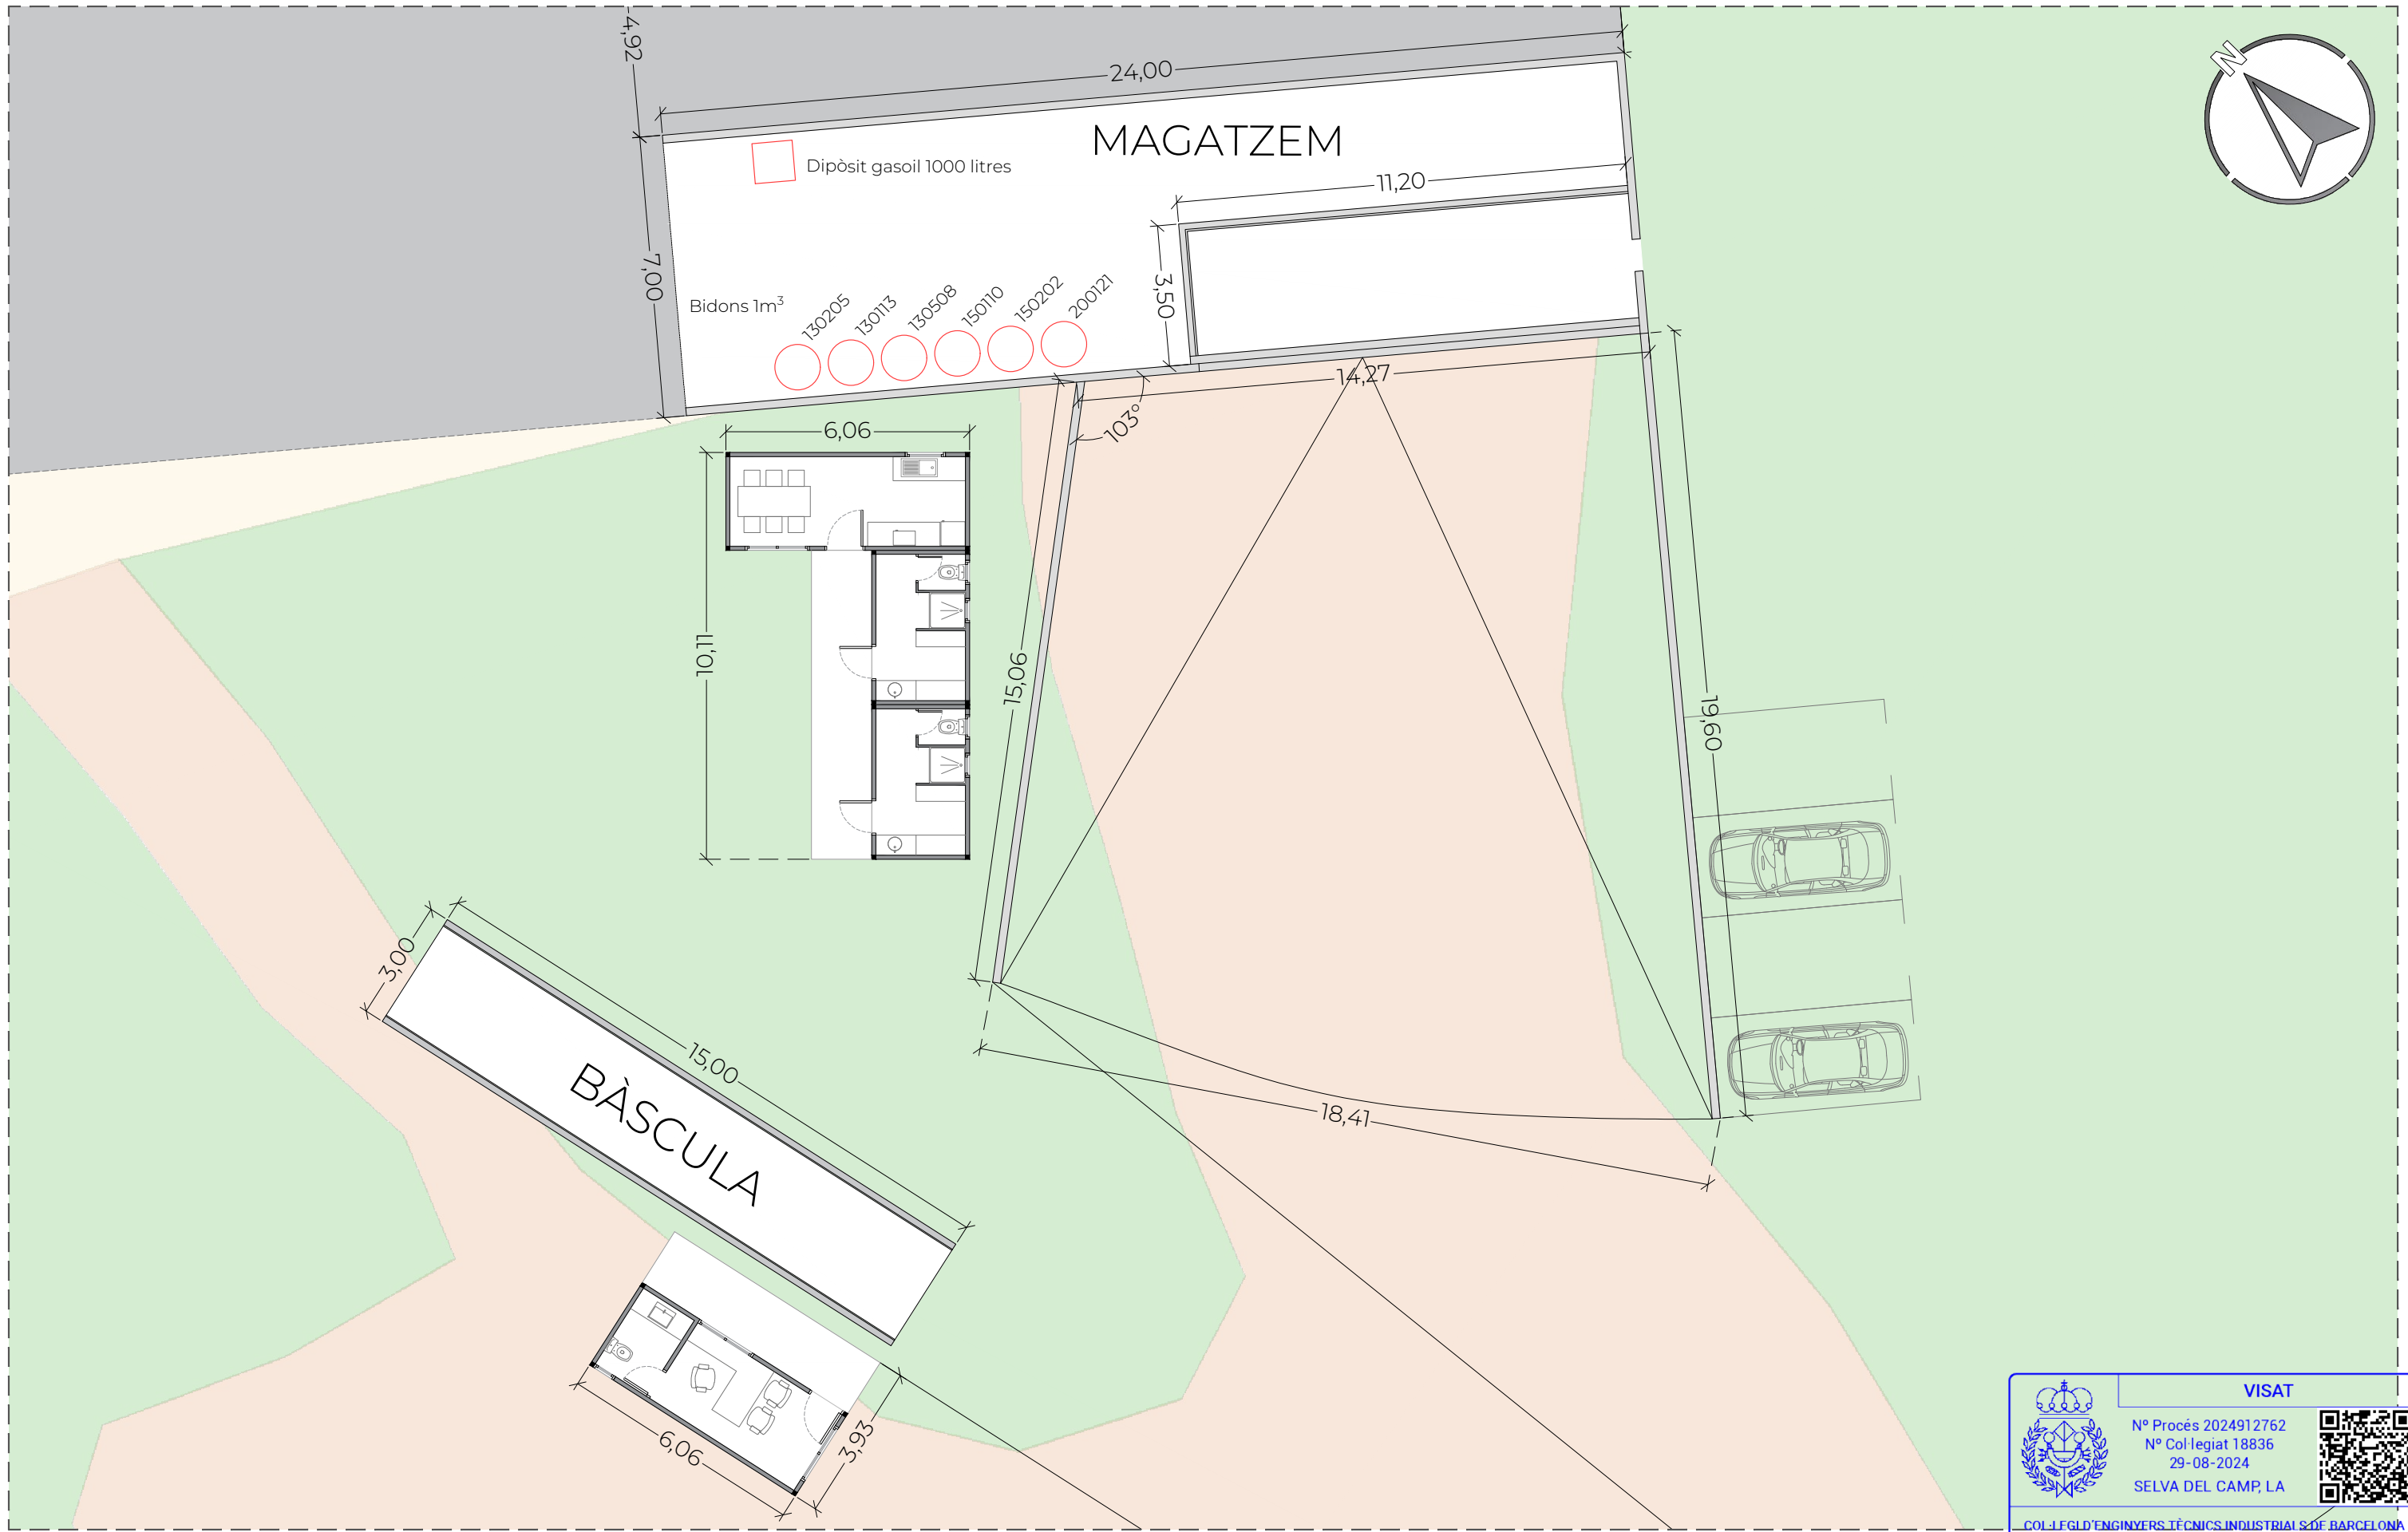 4,92
24,00
N
MAGATZEM
Dipòsit gasoil 1000 litres
11,20
7,00
3,50
Bidons 1m³
130205
130113
130508
150110
150202
200121
14,27
103°
6,06
10,11
15,06
19,60
3,00
15,00
BÀSCULA
18,41
6,06
3,93
VISAT
Nº Procés 2024912762
Nº Col·legiat 18836
29-08-2024
SELVA DEL CAMP, LA
COL·LEGI D'ENGINYERS TÈCNICS INDUSTRIALS DE BARCELONA